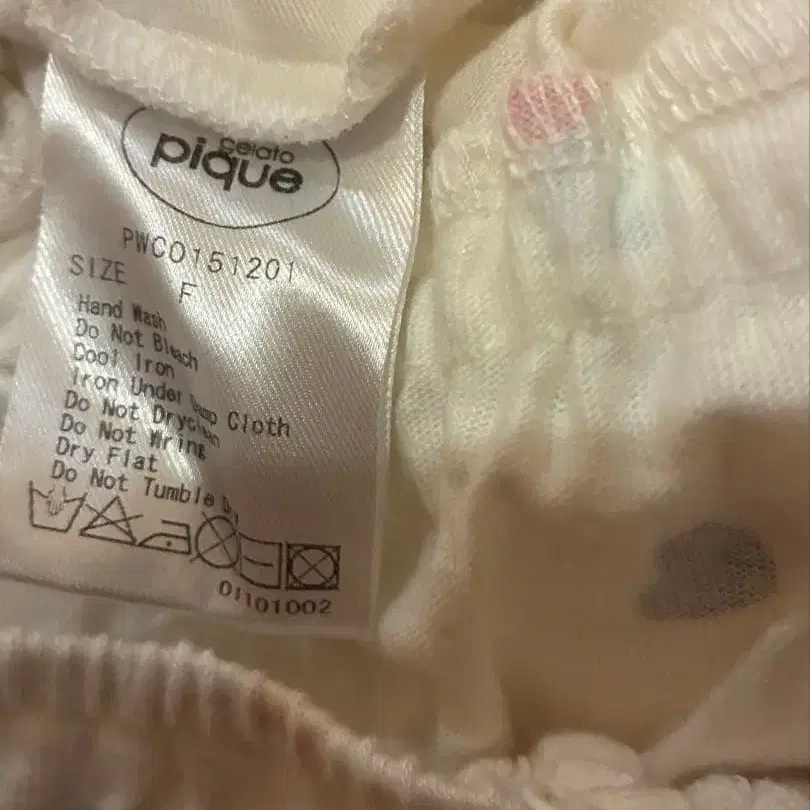 gelato
pique
PWCO151201
SIZE F
Hand Wash
Do Not Bleach
Cool Iron
Iron Under Damp Cloth
Do Not Dryclean
Do Not Wring
Dry Flat
Do Not Tumble Dry
01101002